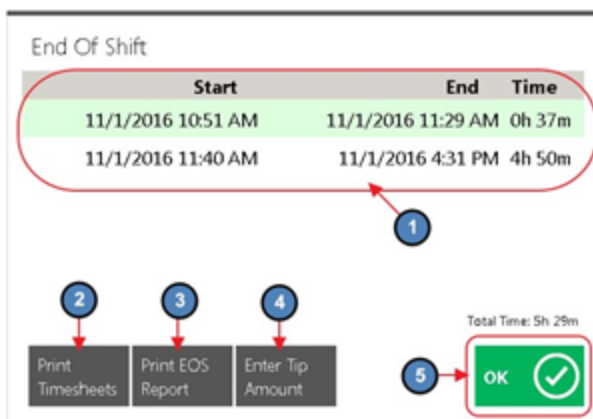 End Of Shift
Start End Time
11/1/2016 10:51 AM 11/1/2016 11:29 AM 0h 37m
11/1/2016 11:40 AM 11/1/2016 4:31 PM 4h 50m
1
2 3 4
Total Time: 5h 29m
Print Timesheets
Print EOS Report
Enter Tip Amount
5
OK